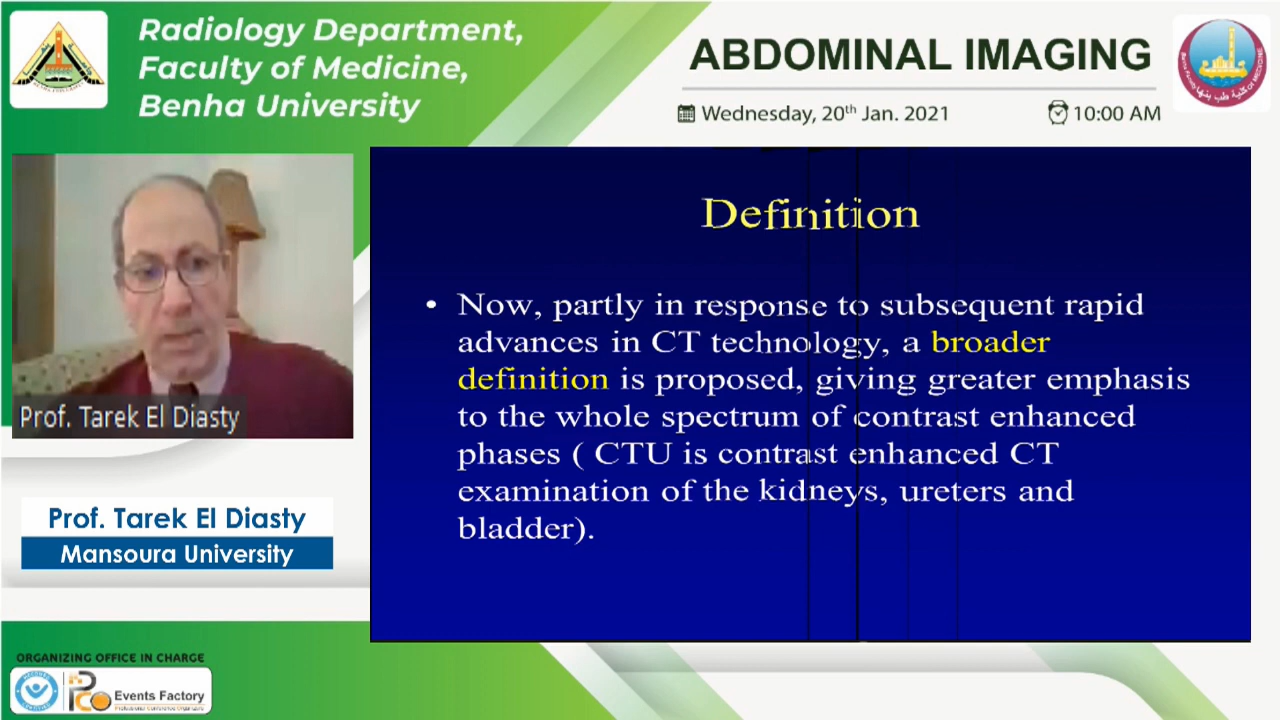 Radiology Department,
Faculty of Medicine,
Benha University
ABDOMINAL IMAGING
Wednesday, 20th Jan. 2021
10:00 AM
Prof. Tarek El Diasty
Prof. Tarek El Diasty
Mansoura University
Definition
• Now, partly in response to subsequent rapid
advances in CT technology, a broader
definition is proposed, giving greater emphasis
to the whole spectrum of contrast enhanced
phases ( CTU is contrast enhanced CT
examination of the kidneys, ureters and
bladder).
ORGANIZING OFFICE IN CHARGE
Events Factory